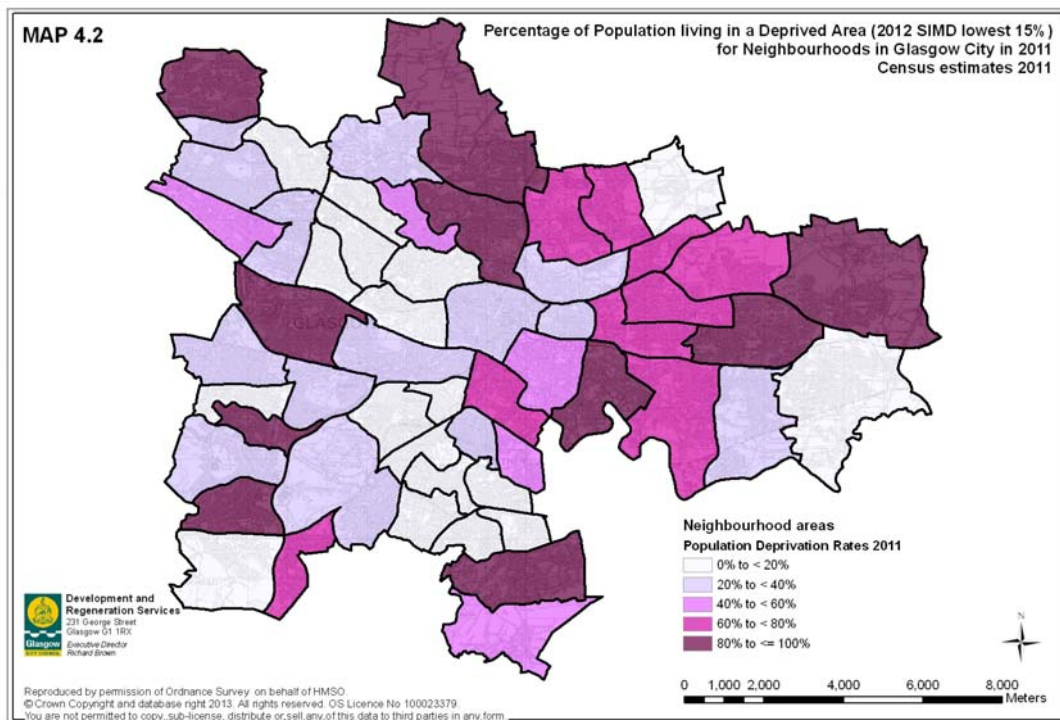 MAP 4.2
Percentage of Population living in a Deprived Area (2012 SIMD lowest 15%)
for Neighbourhoods in Glasgow City in 2011
Census estimates 2011
Neighbourhood areas
Population Deprivation Rates 2011
0% to < 20%
20% to < 40%
40% to < 60%
60% to < 80%
80% to <= 100%
N
0 1,000 2,000 4,000 6,000 8,000
Meters
Development and
Regeneration Services
231 George Street
Glasgow G1 1RX
Executive Director
Richard Brown
Glasgow
CITY COUNCIL
Reproduced by permission of Ordnance Survey on behalf of HMSO.
© Crown Copyright and database right 2013. All rights reserved. OS Licence No 100023379.
You are not permitted to copy, sub-license, distribute or sell any of this data to third parties in any form